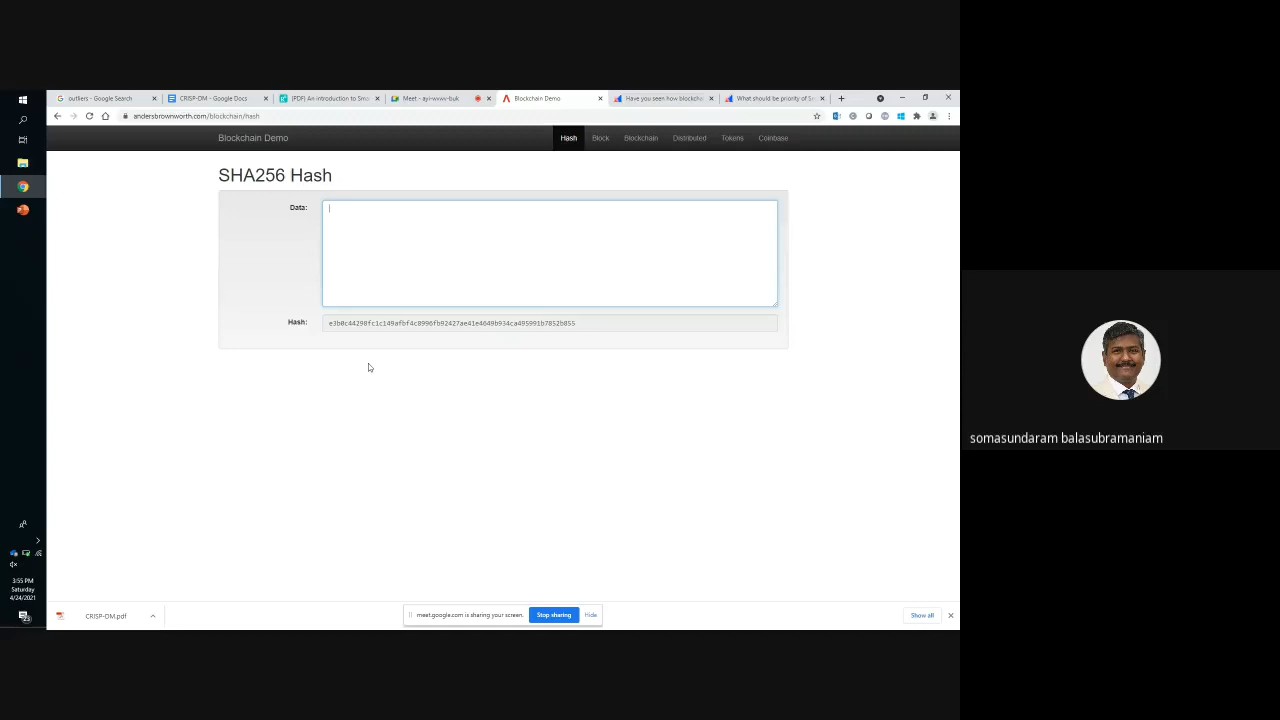 outliers - Google Search
CRISP-DM - Google Docs
(PDF) An introduction to Sma
Meet - ayi-wvwv-buk
Blockchain Demo
Have you seen how blockcha
What should be priority of S
andersbrownworth.com/blockchain/hash
Blockchain Demo
Hash
Block
Blockchain
Distributed
Tokens
Coinbase
SHA256 Hash
Data:
Hash:
e3b0c44298fc1c149afbf4c8996fb92427ae41e4649b934ca495991b7852b855
somasundaram balasubramaniam
3:55 PM
Saturday
4/24/2021
CRISP-DM.pdf
meet.google.com is sharing your screen.
Stop sharing
Hide
Show all